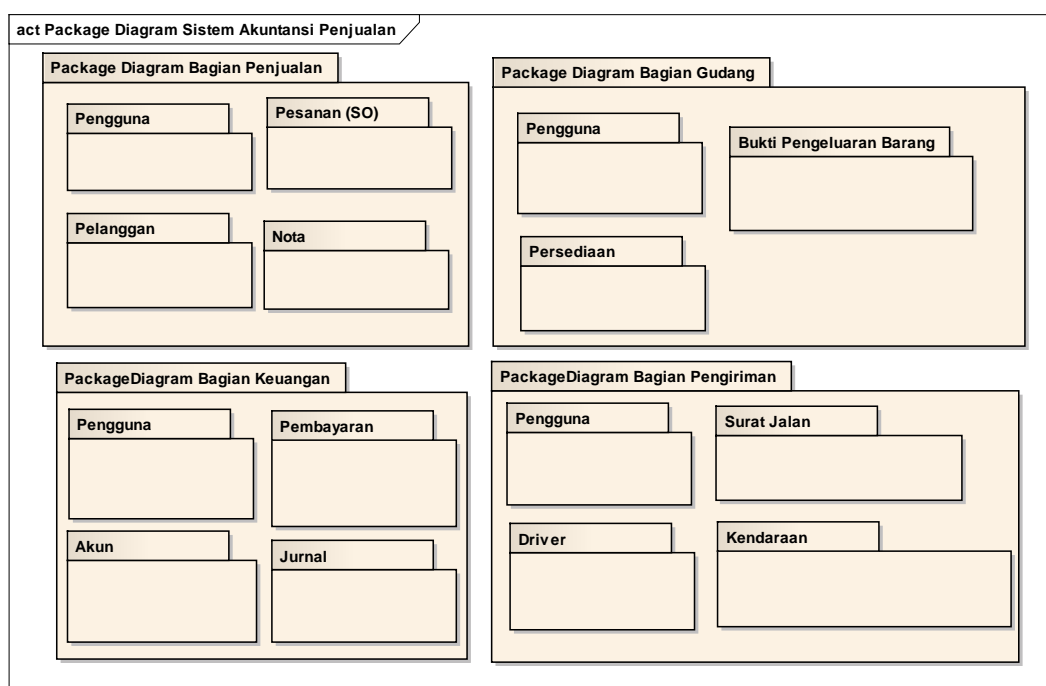 act Package Diagram Sistem Akuntansi Penjualan
Package Diagram Bagian Penjualan
Pengguna
Pesanan (SO)
Pelanggan
Nota
Package Diagram Bagian Gudang
Pengguna
Bukti Pengeluaran Barang
Persediaan
PackageDiagram Bagian Keuangan
Pengguna
Pembayaran
Akun
Jurnal
PackageDiagram Bagian Pengiriman
Pengguna
Surat Jalan
Driver
Kendaraan